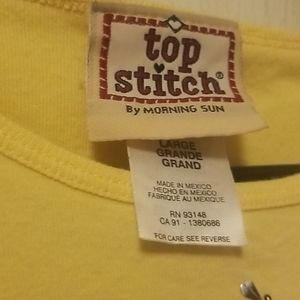 top
stitch®
By MORNING SUN
LARGE
GRANDE
GRAND
MADE IN MEXICO
HECHO EN MEXICO
FABRIQUÉ AU MEXIQUE
RN 93148
CA 91 - 1380686
FOR CARE SEE REVERSE